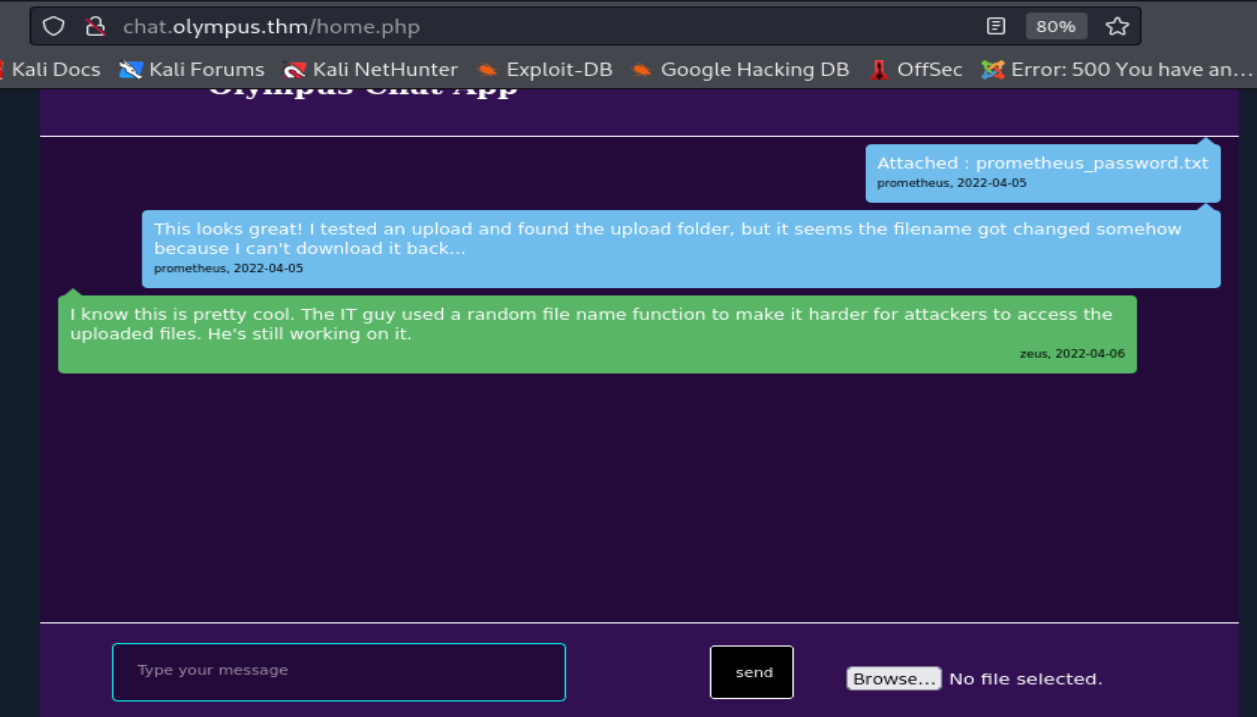 chat.olympus.thm/home.php
80%
Kali Docs Kali Forums Kali NetHunter Exploit-DB Google Hacking DB OffSec Error: 500 You have an...
Olympus Chat App
Attached : prometheus_password.txt
prometheus, 2022-04-05
This looks great! I tested an upload and found the upload folder, but it seems the filename got changed somehow
because I can't download it back...
prometheus, 2022-04-05
I know this is pretty cool. The IT guy used a random file name function to make it harder for attackers to access the
uploaded files. He's still working on it.
zeus, 2022-04-06
Type your message
send
Browse... No file selected.